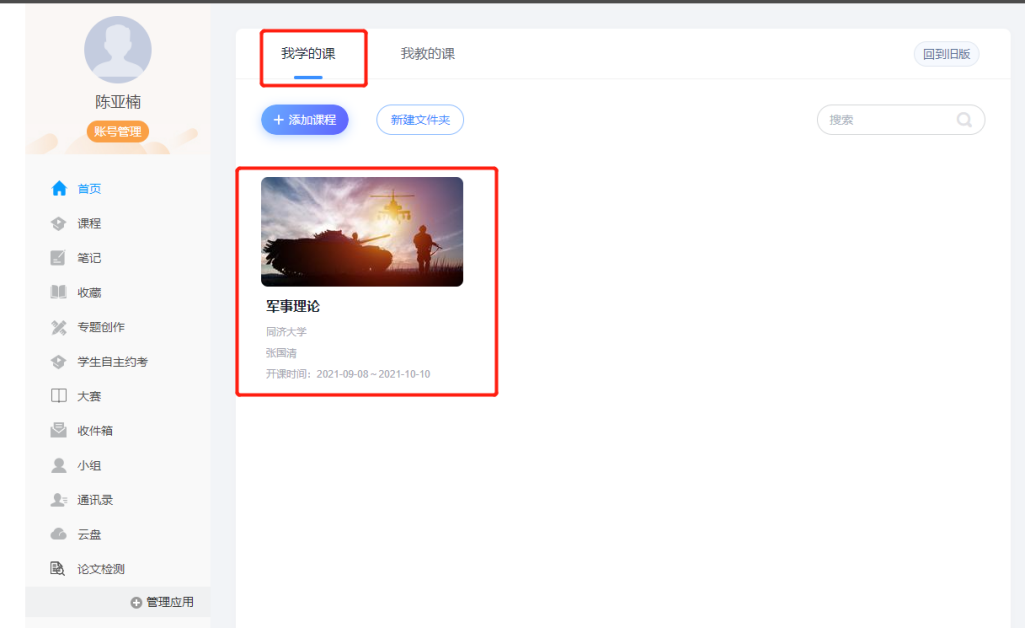 陈亚楠
账号管理
首页
课程
笔记
收藏
专题创作
学生自主约考
大赛
收件箱
小组
通讯录
云盘
论文检测
管理应用
我学的课
我教的课
回到旧版
+ 添加课程
新建文件夹
搜索
军事理论
同济大学
张国清
开课时间：2021-09-08～2021-10-10